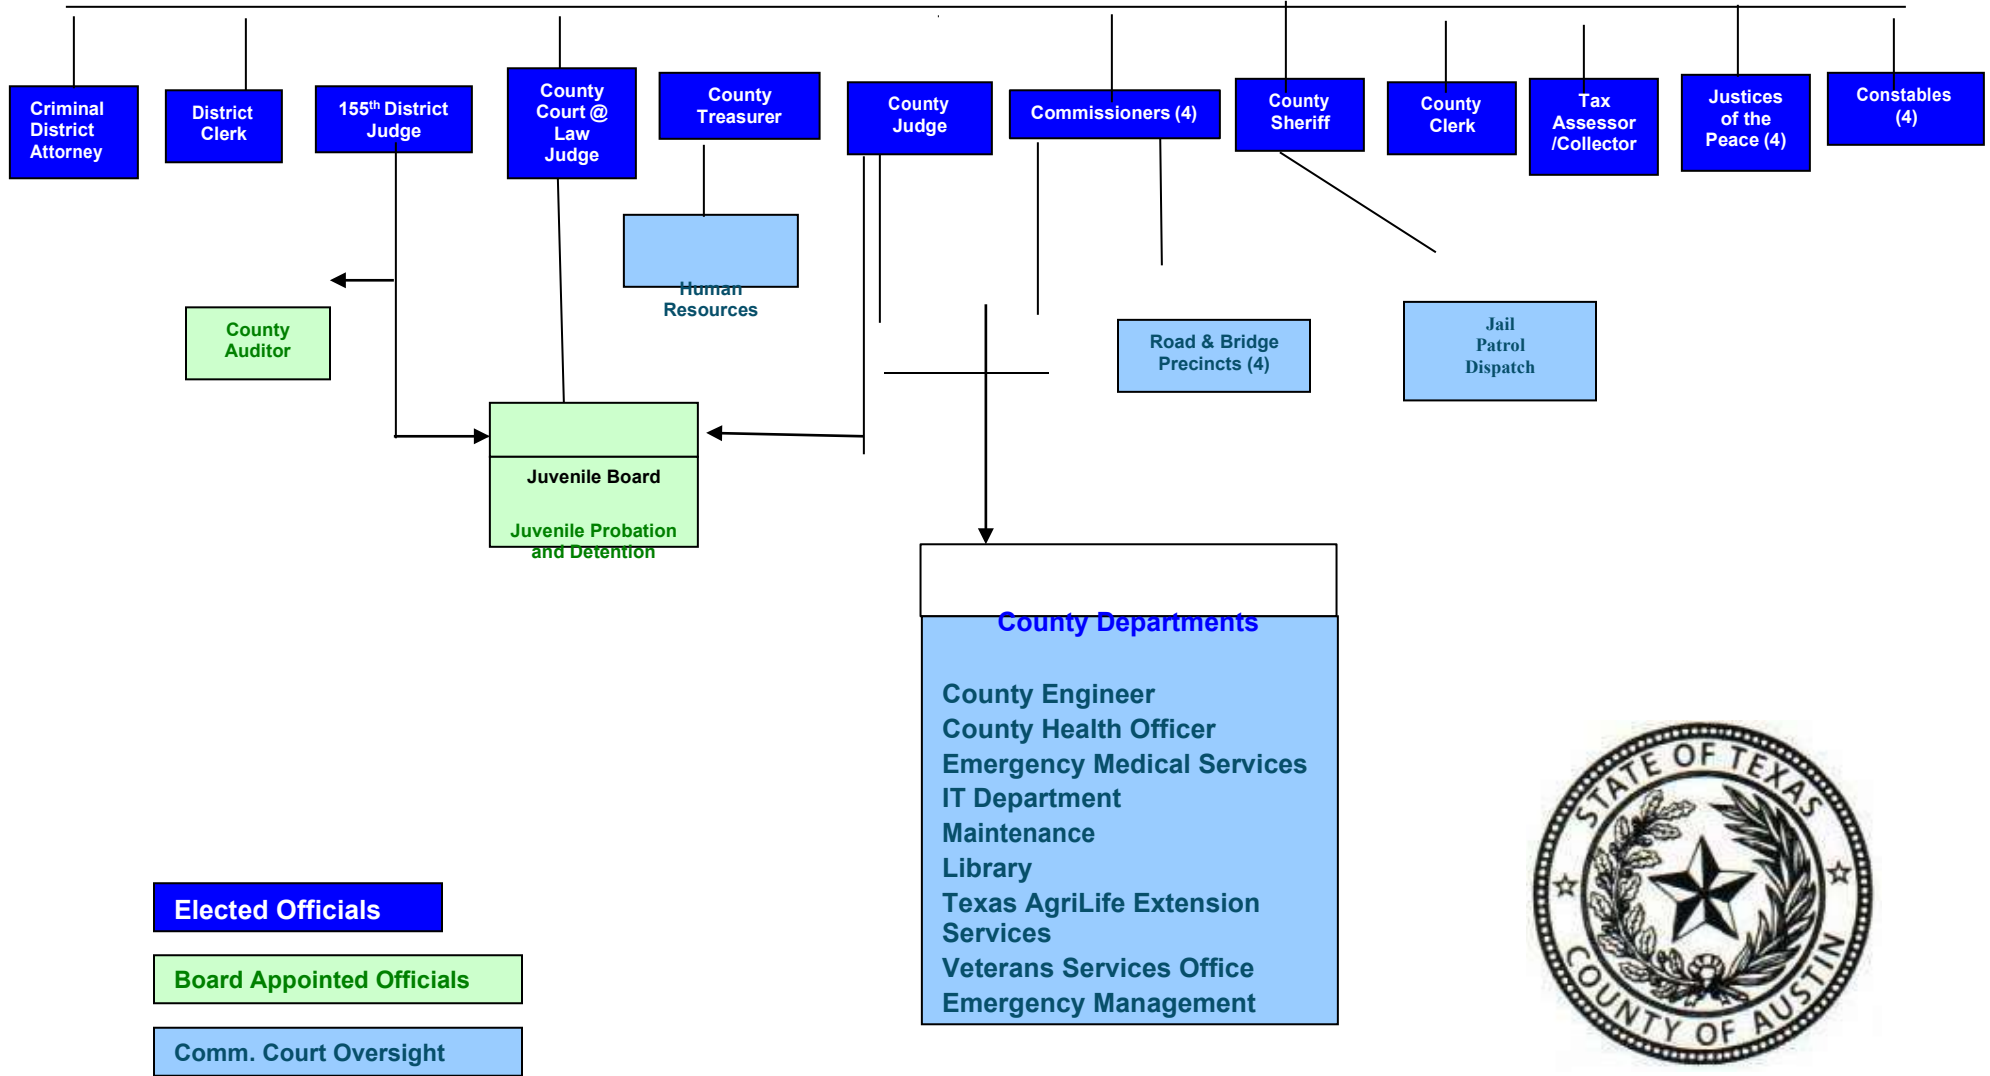 Criminal
District
Attorney
District
Clerk
155th District
Judge
County
Court @
Law
Judge
County
Treasurer
County
Judge
Commissioners (4)
County
Sheriff
County
Clerk
Tax
Assessor
/Collector
Justices
of the
Peace (4)
Constables
(4)
Human
Resources
County
Auditor
Road & Bridge
Precincts (4)
Jail
Patrol
Dispatch
Juvenile Board
Juvenile Probation
and Detention
County Departments
County Engineer
County Health Officer
Emergency Medical Services
IT Department
Maintenance
Library
Texas AgriLife Extension
Services
Veterans Services Office
Emergency Management
Elected Officials
Board Appointed Officials
Comm. Court Oversight
STATE OF TEXAS
COUNTY OF AUSTIN